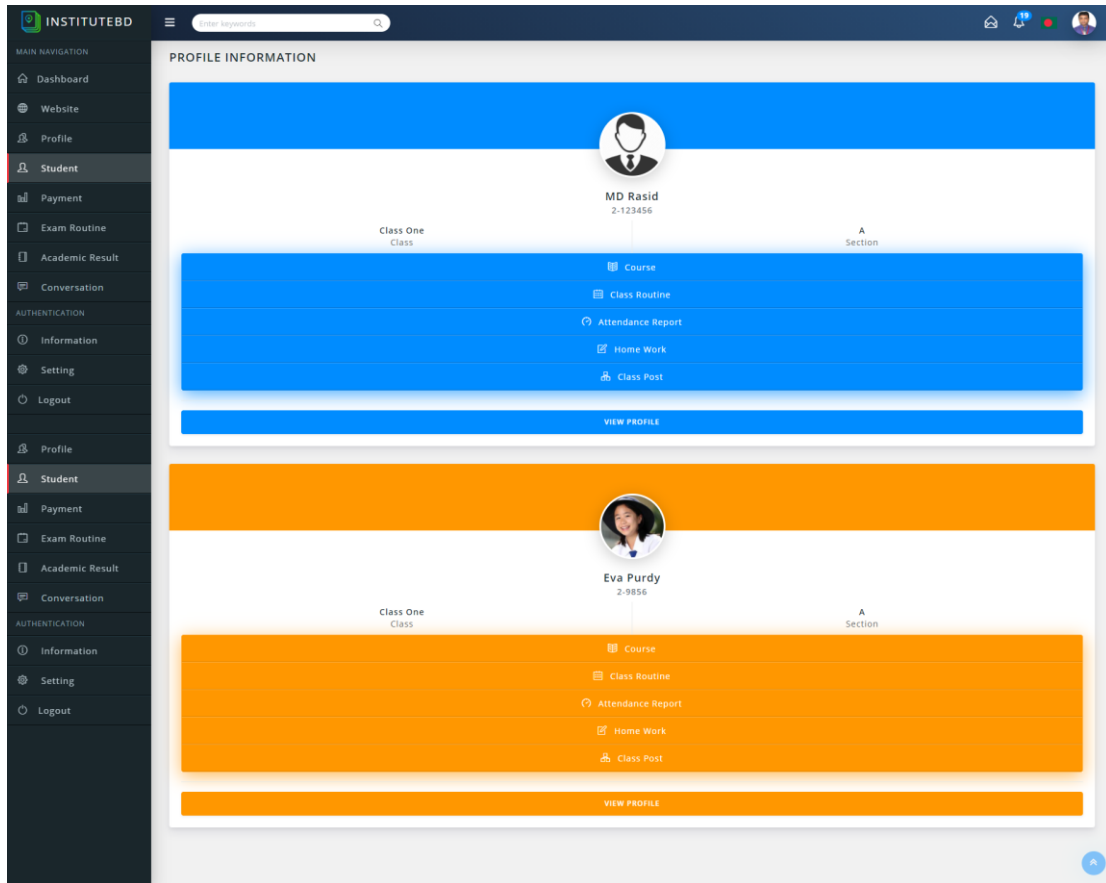 INSTITUTEBD
Enter keywords
19
MAIN NAVIGATION
Dashboard
Website
Profile
Student
Payment
Exam Routine
Academic Result
Conversation
AUTHENTICATION
Information
Setting
Logout
Profile
Student
Payment
Exam Routine
Academic Result
Conversation
AUTHENTICATION
Information
Setting
Logout
PROFILE INFORMATION
MD Rasid
2-123456
Class One
Class
A
Section
Course
Class Routine
Attendance Report
Home Work
Class Post
VIEW PROFILE
Eva Purdy
2-9856
Class One
Class
A
Section
Course
Class Routine
Attendance Report
Home Work
Class Post
VIEW PROFILE